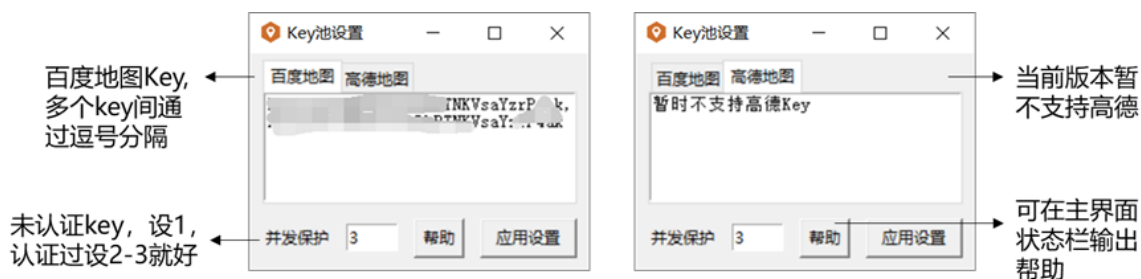 Key池设置
百度地图 高德地图
百度地图Key,
多个key间通
过逗号分隔
未认证key，设1，
认证过设2-3就好
并发保护 3 帮助 应用设置
Key池设置
百度地图 高德地图
暂时不支持高德Key
当前版本暂
不支持高德
并发保护 3 帮助 应用设置
可在主界面
状态栏输出
帮助